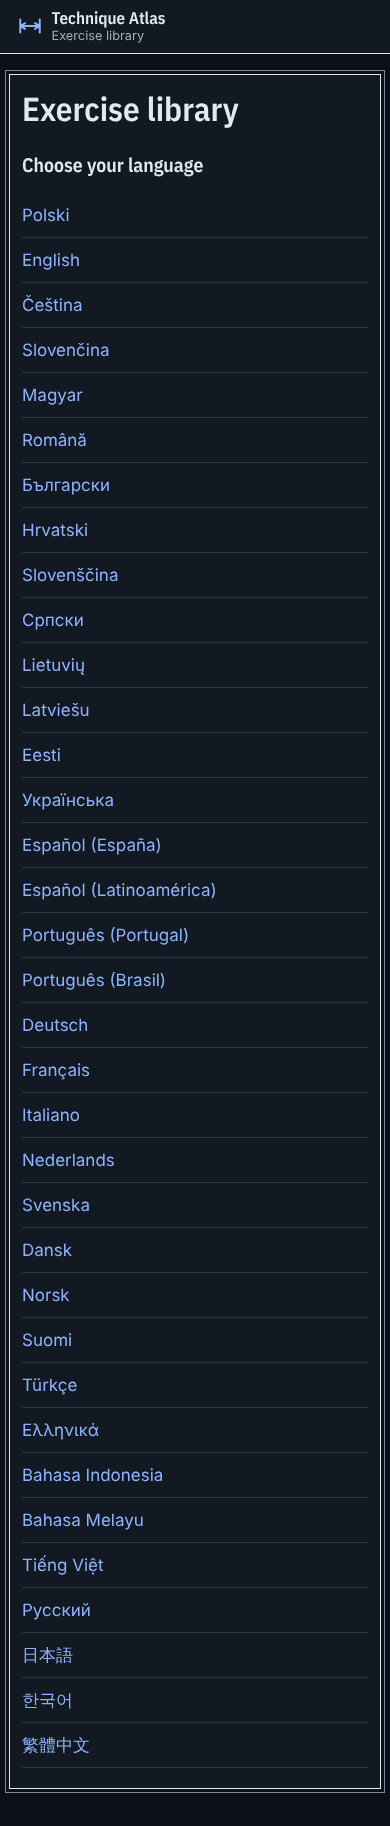 Technique Atlas
Exercise library
Exercise library
Choose your language
Polski
English
Čeština
Slovenčina
Magyar
Română
Български
Hrvatski
Slovenščina
Српски
Lietuvių
Latviešu
Eesti
Українська
Español (España)
Español (Latinoamérica)
Português (Portugal)
Português (Brasil)
Deutsch
Français
Italiano
Nederlands
Svenska
Dansk
Norsk
Suomi
Türkçe
Ελληνικά
Bahasa Indonesia
Bahasa Melayu
Tiếng Việt
Русский
日本語
한국어
繁體中文